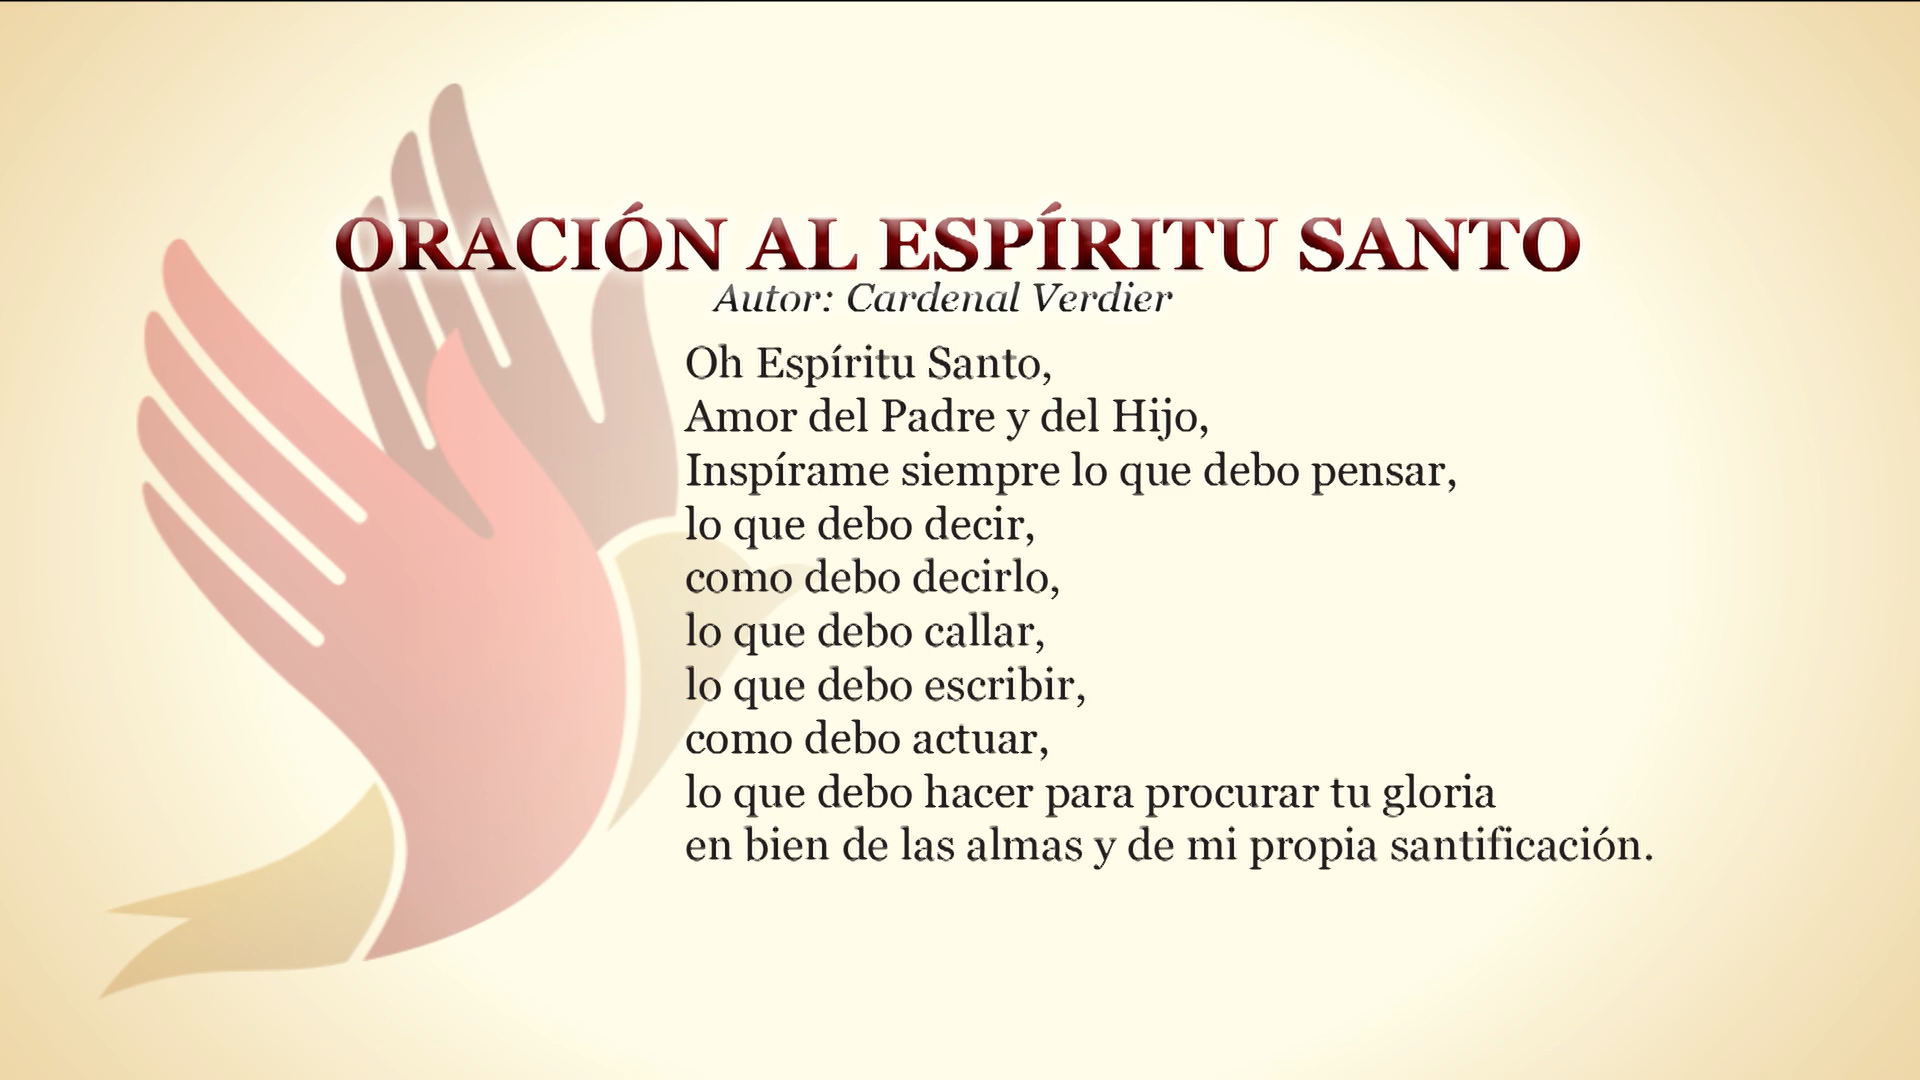 ORACIÓN AL ESPÍRITU SANTO
Autor: Cardenal Verdier
Oh Espíritu Santo,
Amor del Padre y del Hijo,
Inspírame siempre lo que debo pensar,
lo que debo decir,
como debo decirlo,
lo que debo callar,
lo que debo escribir,
como debo actuar,
lo que debo hacer para procurar tu gloria
en bien de las almas y de mi propia santificación.